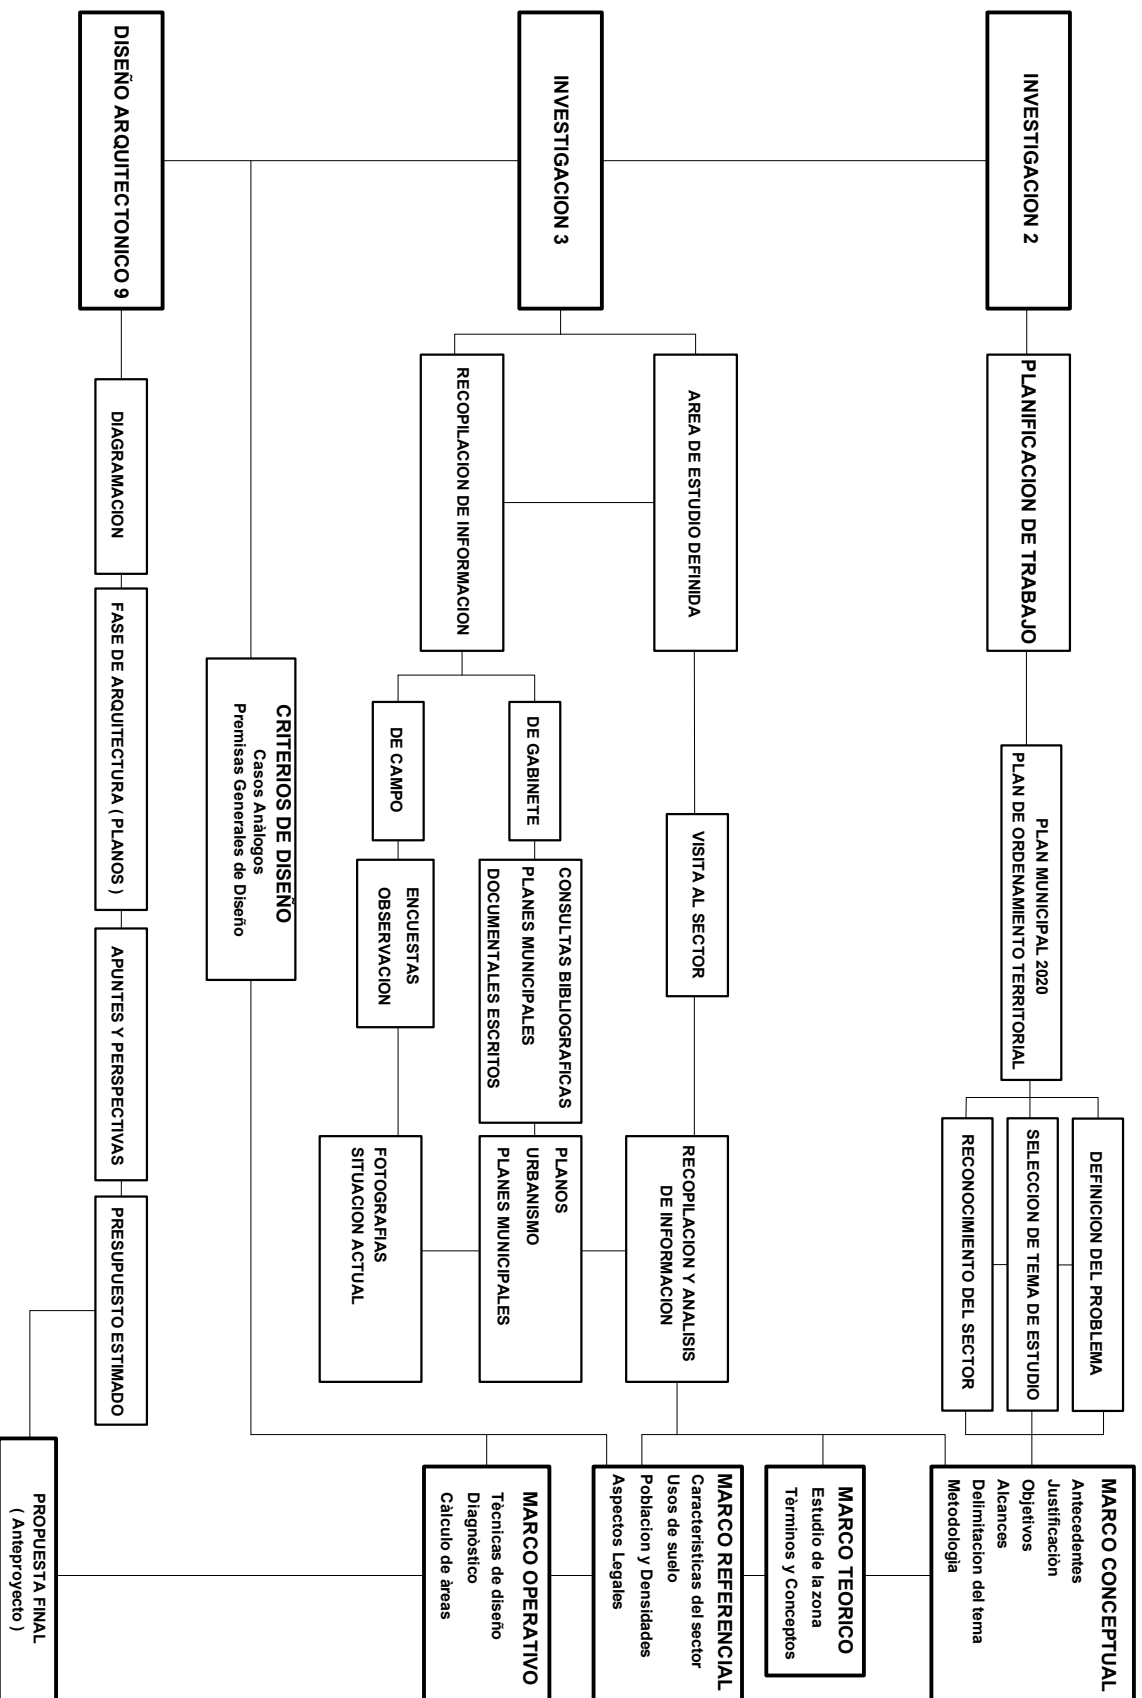 INVESTIGACION 2
PLANIFICACION DE TRABAJO
PLAN MUNICIPAL 2020
PLAN DE ORDENAMIENTO TERRITORIAL
DEFINICION DEL PROBLEMA
SELECCION DE TEMA DE ESTUDIO
RECONOCIMIENTO DEL SECTOR
MARCO CONCEPTUAL
Antecedentes
Justificaciòn
Objetivos
Alcances
Delimitacion del tema
Metodologia
INVESTIGACION 3
AREA DE ESTUDIO DEFINIDA
VISITA AL SECTOR
RECOPILACION Y ANALISIS
DE INFORMACION
MARCO TEORICO
Estudio de la zona
Tèrminos y Conceptos
RECOPILACION DE INFORMACION
DE GABINETE
CONSULTAS BIBLIOGRAFICAS
PLANES MUNICIPALES
DOCUMENTALES ESCRITOS
PLANOS
URBANISMO
PLANES MUNICIPALES
MARCO REFERENCIAL
Caracteristicas del sector
Usos de suelo
Poblacion y Densidades
Aspectos Legales
DE CAMPO
ENCUESTAS
OBSERVACION
FOTOGRAFIAS
SITUACION ACTUAL
CRITERIOS DE DISEÑO
Casos Anàlogos
Premisas Generales de Diseño
MARCO OPERATIVO
Tècnicas de diseño
Diagnòstico
Càlculo de àreas
DISEÑO ARQUITECTONICO 9
DIAGRAMACION
FASE DE ARQUITECTURA ( PLANOS )
APUNTES Y PERSPECTIVAS
PRESUPUESTO ESTIMADO
PROPUESTA FINAL
( Anteproyecto )